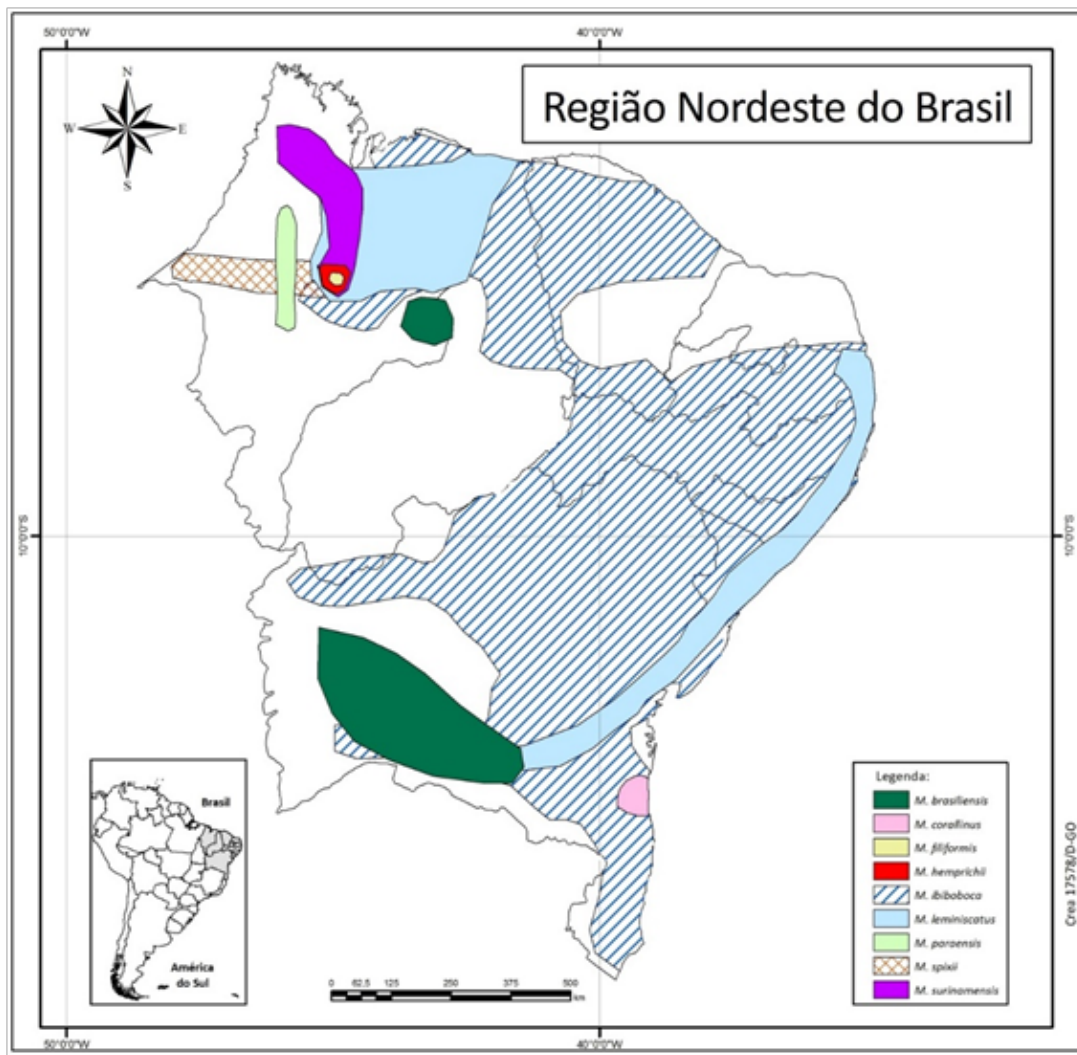 50°0'0"W
40°0'0"W
N
W
E
S
Região Nordeste do Brasil
10°0'0"S
10°0'0"S
Brasil
América
do Sul
0 62,5 125 250 375 500
km
Legenda:
M. brasiliensis
M. corallinus
M. filiformis
M. hemprichii
M. ibiboboca
M. leminiscatus
M. paraensis
M. spixii
M. surinamensis
Crea 17578/D-GO
50°0'0"W
40°0'0"W